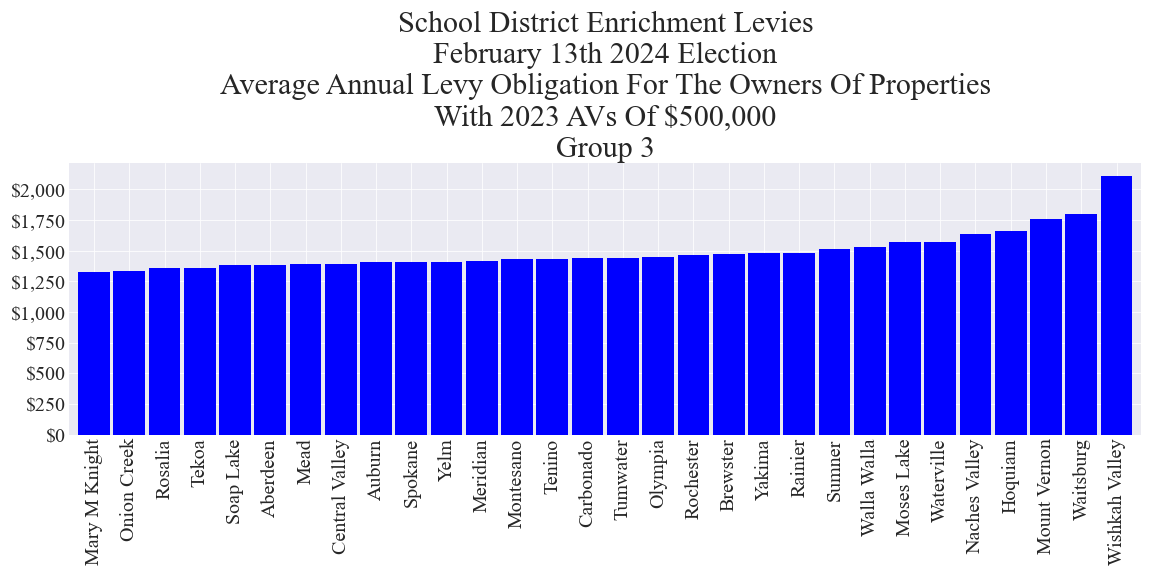 School District Enrichment Levies
February 13th 2024 Election
Average Annual Levy Obligation For The Owners Of Properties
With 2023 AVs Of $500,000
Group 3
$2,000
$1,750
$1,500
$1,250
$1,000
$750
$500
$250
$0
Mary M Knight
Onion Creek
Rosalia
Tekoa
Soap Lake
Aberdeen
Mead
Central Valley
Auburn
Spokane
Yelm
Meridian
Montesano
Tenino
Carbonado
Tumwater
Olympia
Rochester
Brewster
Yakima
Rainier
Sumner
Walla Walla
Moses Lake
Waterville
Naches Valley
Hoquiam
Mount Vernon
Waitsburg
Wishkah Valley